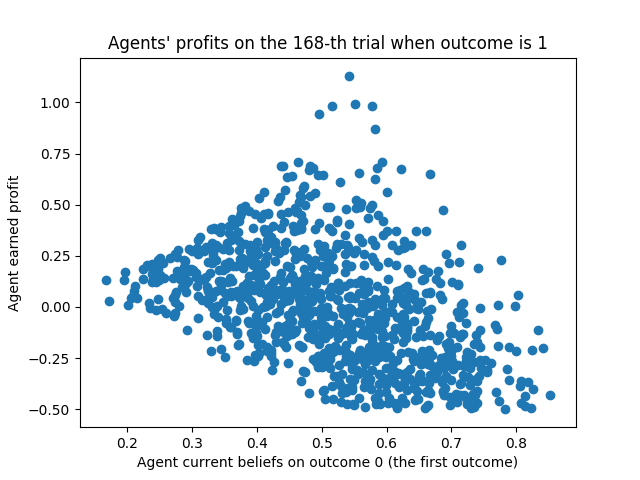 Agents' profits on the 168-th trial when outcome is 1
1.00
0.75
0.50
0.25
0.00
−0.25
−0.50
Agent earned profit
0.2 0.3 0.4 0.5 0.6 0.7 0.8
Agent current beliefs on outcome 0 (the first outcome)